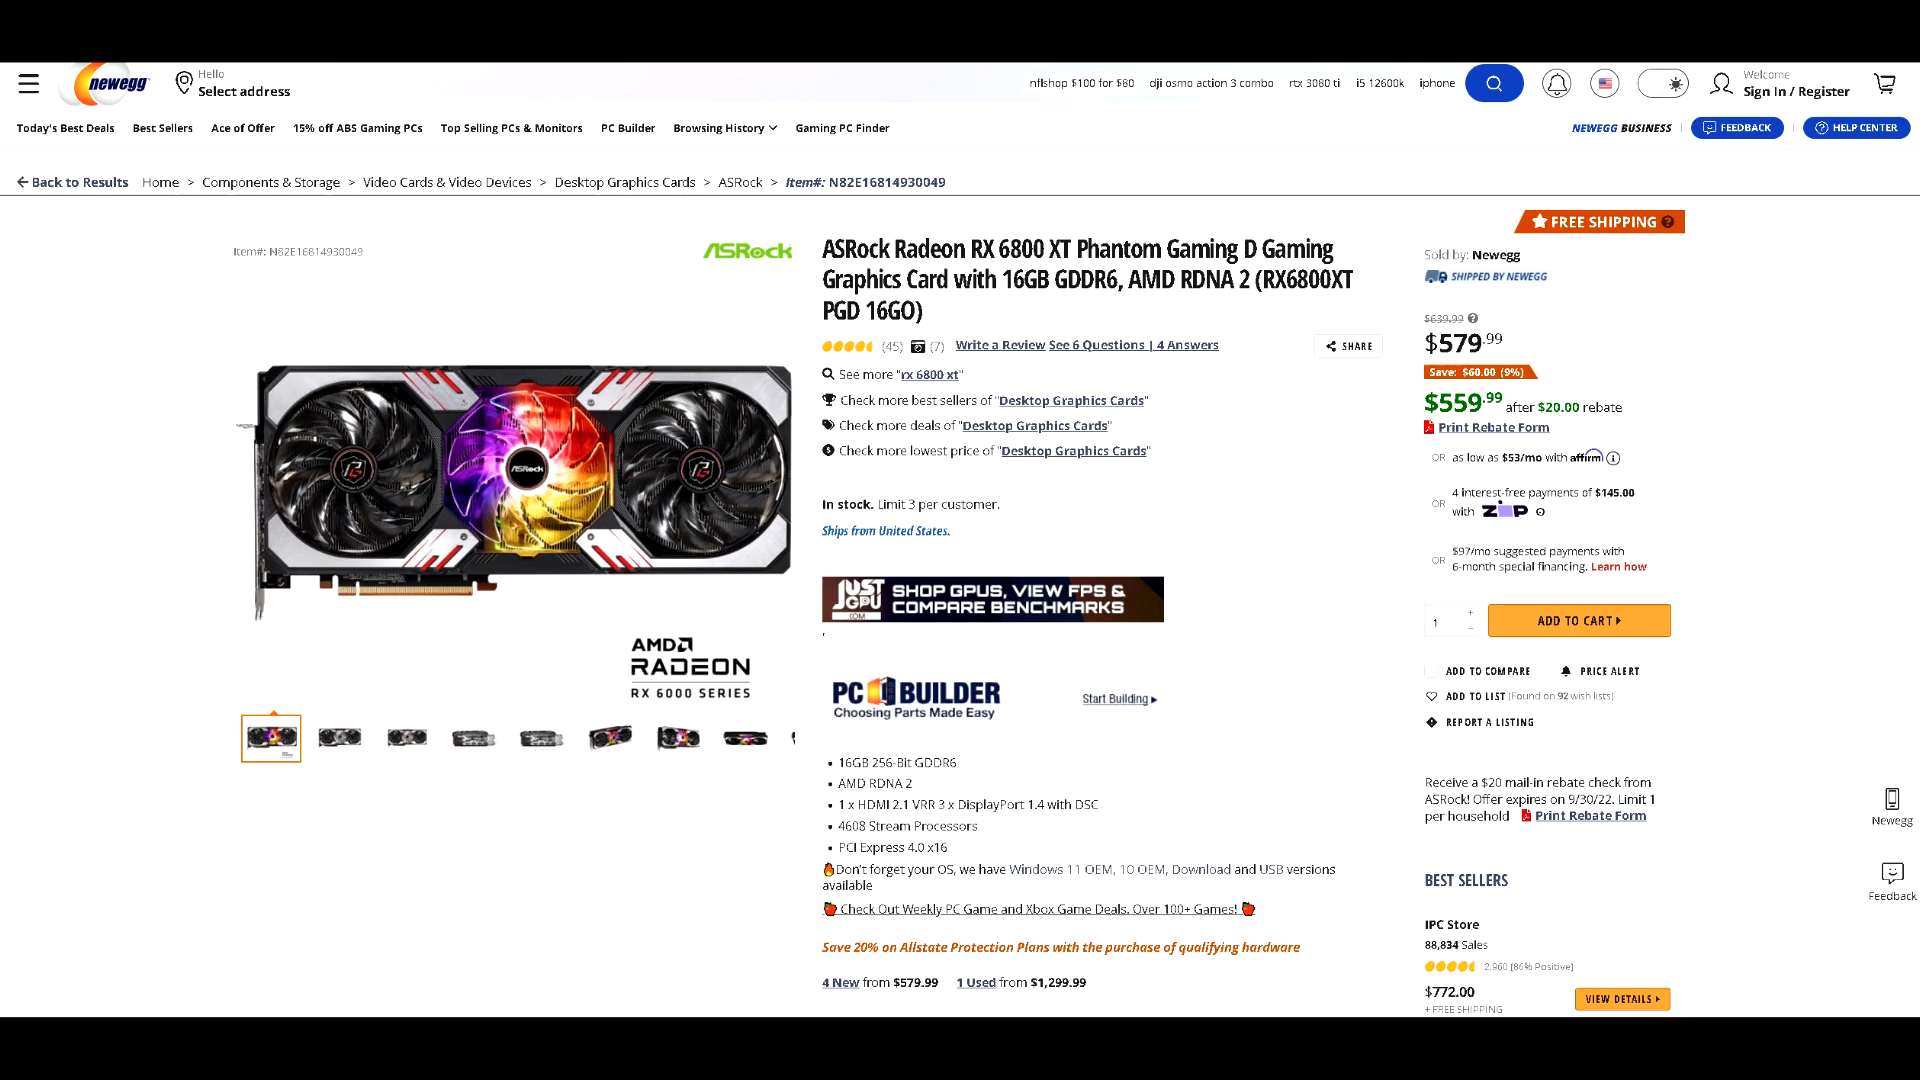 newegg
Hello
Select address
nflshop $100 for $80
dji osmo action 3 combo
rtx 3080 ti
i5 12600k
iphone
Welcome
Sign In / Register
Today's Best Deals
Best Sellers
Ace of Offer
15% off ABS Gaming PCs
Top Selling PCs & Monitors
PC Builder
Browsing History
Gaming PC Finder
NEWEGG BUSINESS
FEEDBACK
HELP CENTER
Back to Results
Home > Components & Storage > Video Cards & Video Devices > Desktop Graphics Cards > ASRock > Item#: N82E16814930049
FREE SHIPPING
Item#: N82E16814930049
ASRock
ASRock
AMD
RADEON
RX 6000 SERIES
ASRock Radeon RX 6800 XT Phantom Gaming D Gaming
Graphics Card with 16GB GDDR6, AMD RDNA 2 (RX6800XT
PGD 16GO)
(45) (7) Write a Review See 6 Questions | 4 Answers
SHARE
See more "rx 6800 xt"
Check more best sellers of "Desktop Graphics Cards"
Check more deals of "Desktop Graphics Cards"
Check more lowest price of "Desktop Graphics Cards"
In stock. Limit 3 per customer.
Ships from United States.
JUST
GPU
.COM
SHOP GPUS, VIEW FPS &
COMPARE BENCHMARKS
PC BUILDER
Choosing Parts Made Easy
Start Building
16GB 256-Bit GDDR6
AMD RDNA 2
1 x HDMI 2.1 VRR 3 x DisplayPort 1.4 with DSC
4608 Stream Processors
PCI Express 4.0 x16
Don't forget your OS, we have Windows 11 OEM, 10 OEM, Download and USB versions
available
Check Out Weekly PC Game and Xbox Game Deals. Over 100+ Games!
Save 20% on Allstate Protection Plans with the purchase of qualifying hardware
4 New from $579.99 1 Used from $1,299.99
Sold by: Newegg
SHIPPED BY NEWEGG
$639.99
$579.99
Save: $60.00 (9%)
$559.99 after $20.00 rebate
Print Rebate Form
OR as low as $53/mo with affirm
OR 4 interest-free payments of $145.00
with ZIP
OR $97/mo suggested payments with
6-month special financing. Learn how
1
+
−
ADD TO CART
ADD TO COMPARE
PRICE ALERT
ADD TO LIST (Found on 92 wish lists)
REPORT A LISTING
Receive a $20 mail-in rebate check from
ASRock! Offer expires on 9/30/22. Limit 1
per household Print Rebate Form
BEST SELLERS
IPC Store
88,834 Sales
2,960 (86% Positive)
$772.00
+ FREE SHIPPING
VIEW DETAILS
Newegg
Feedback